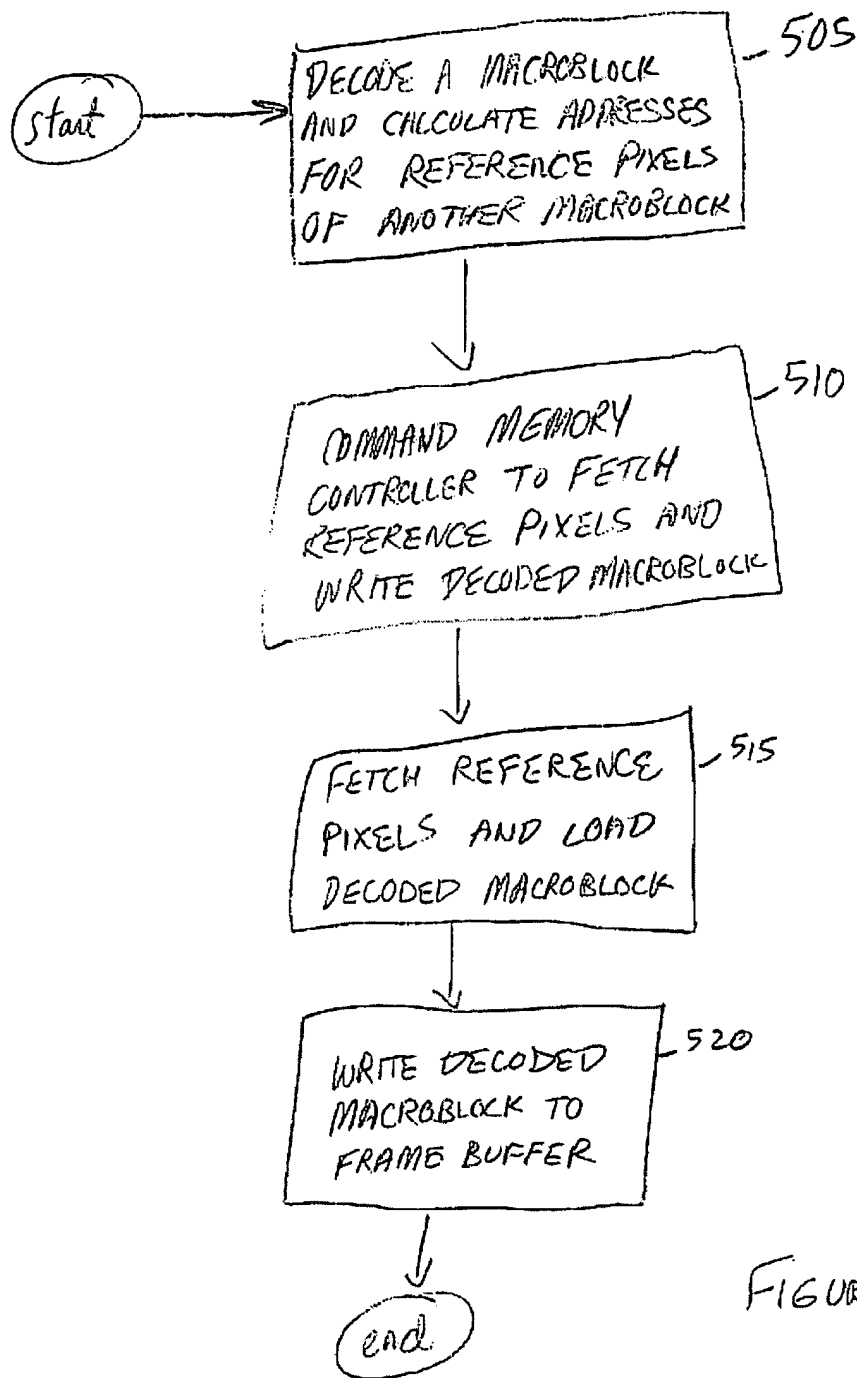 505
start
DECODE A MACROBLOCK
AND CALCULATE ADDRESSES
FOR REFERENCE PIXELS
OF ANOTHER MACROBLOCK
510
COMMAND MEMORY
CONTROLLER TO FETCH
REFERENCE PIXELS AND
WRITE DECODED MACROBLOCK
515
FETCH REFERENCE
PIXELS AND LOAD
DECODED MACROBLOCK
520
WRITE DECODED
MACROBLOCK TO
FRAME BUFFER
end